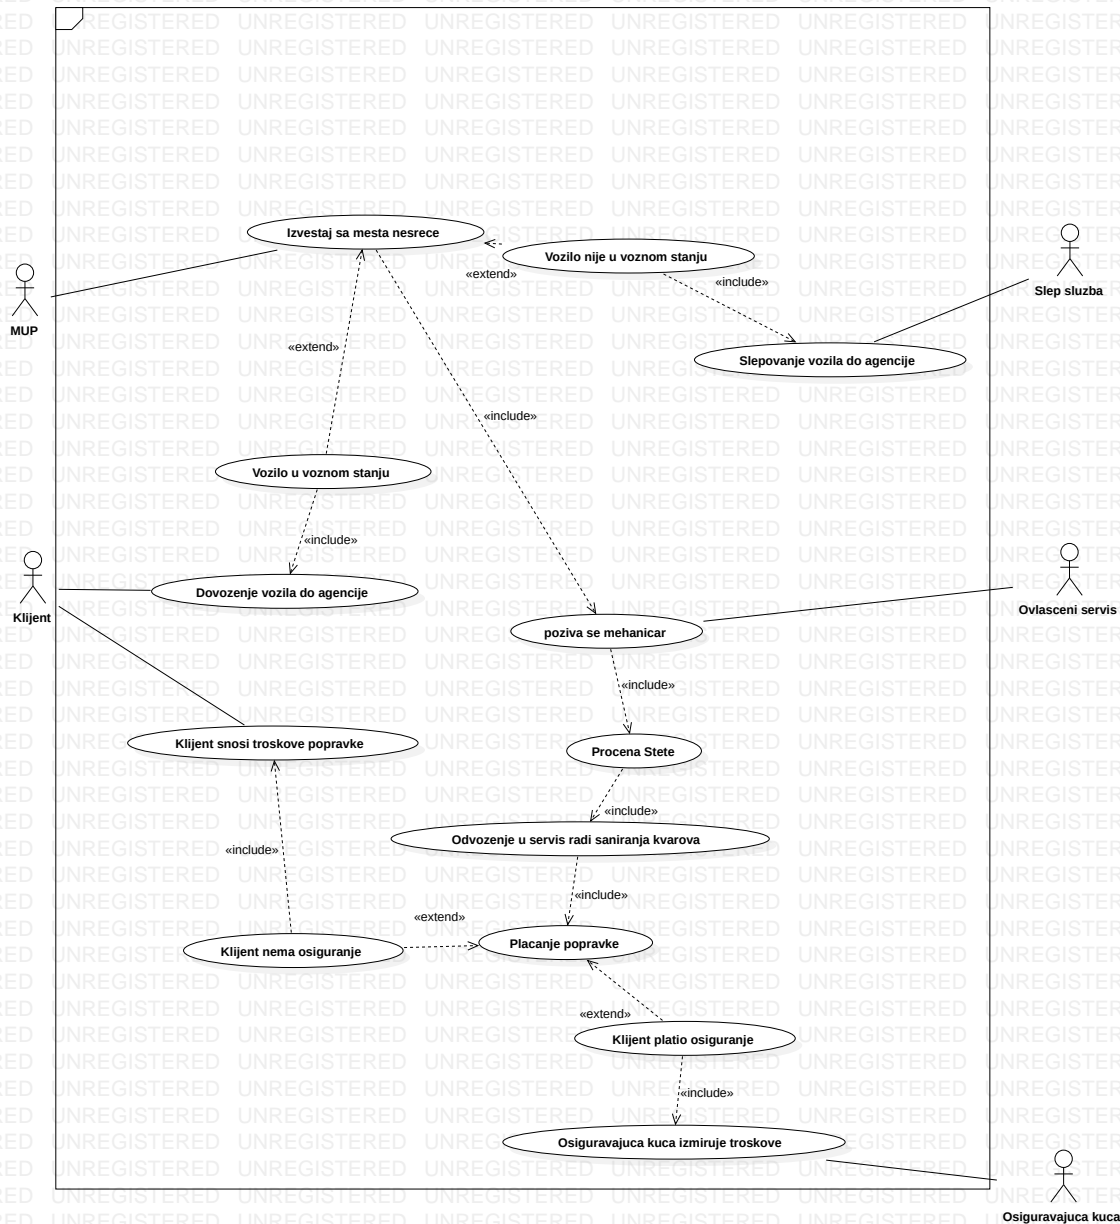 Izvestaj sa mesta nesrece
Vozilo nije u voznom stanju
«extend»
«include»
MUP
Slep sluzba
«extend»
Slepovanje vozila do agencije
«include»
Vozilo u voznom stanju
«include»
Dovozenje vozila do agencije
Klijent
Ovlasceni servis
poziva se mehanicar
«include»
Klijent snosi troskove popravke
Procena Stete
«include»
Odvozenje u servis radi saniranja kvarova
«include»
«include»
«extend»
Klijent nema osiguranje
Placanje popravke
«extend»
Klijent platio osiguranje
«include»
Osiguravajuca kuca izmiruje troskove
Osiguravajuca kuca
UNREGISTERED